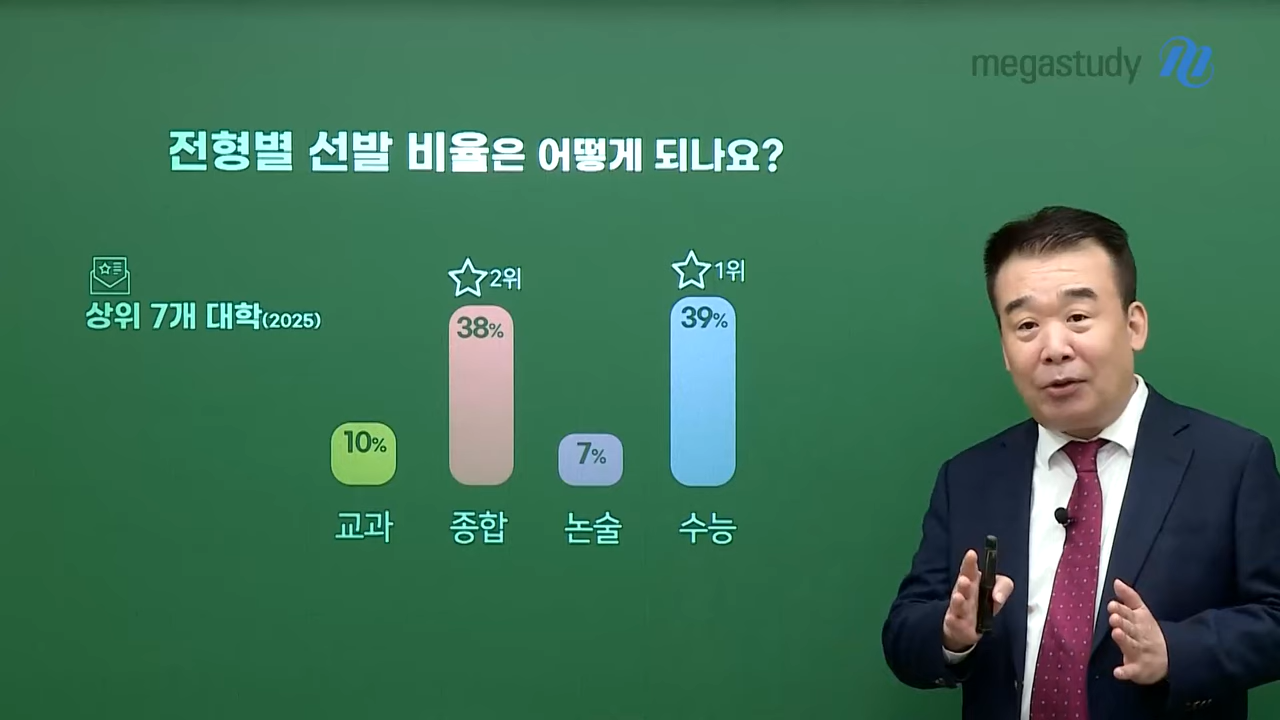 megastudy
전형별 선발 비율은 어떻게 되나요?
상위 7개 대학(2025)
2위
1위
10%
38%
7%
39%
교과
종합
논술
수능